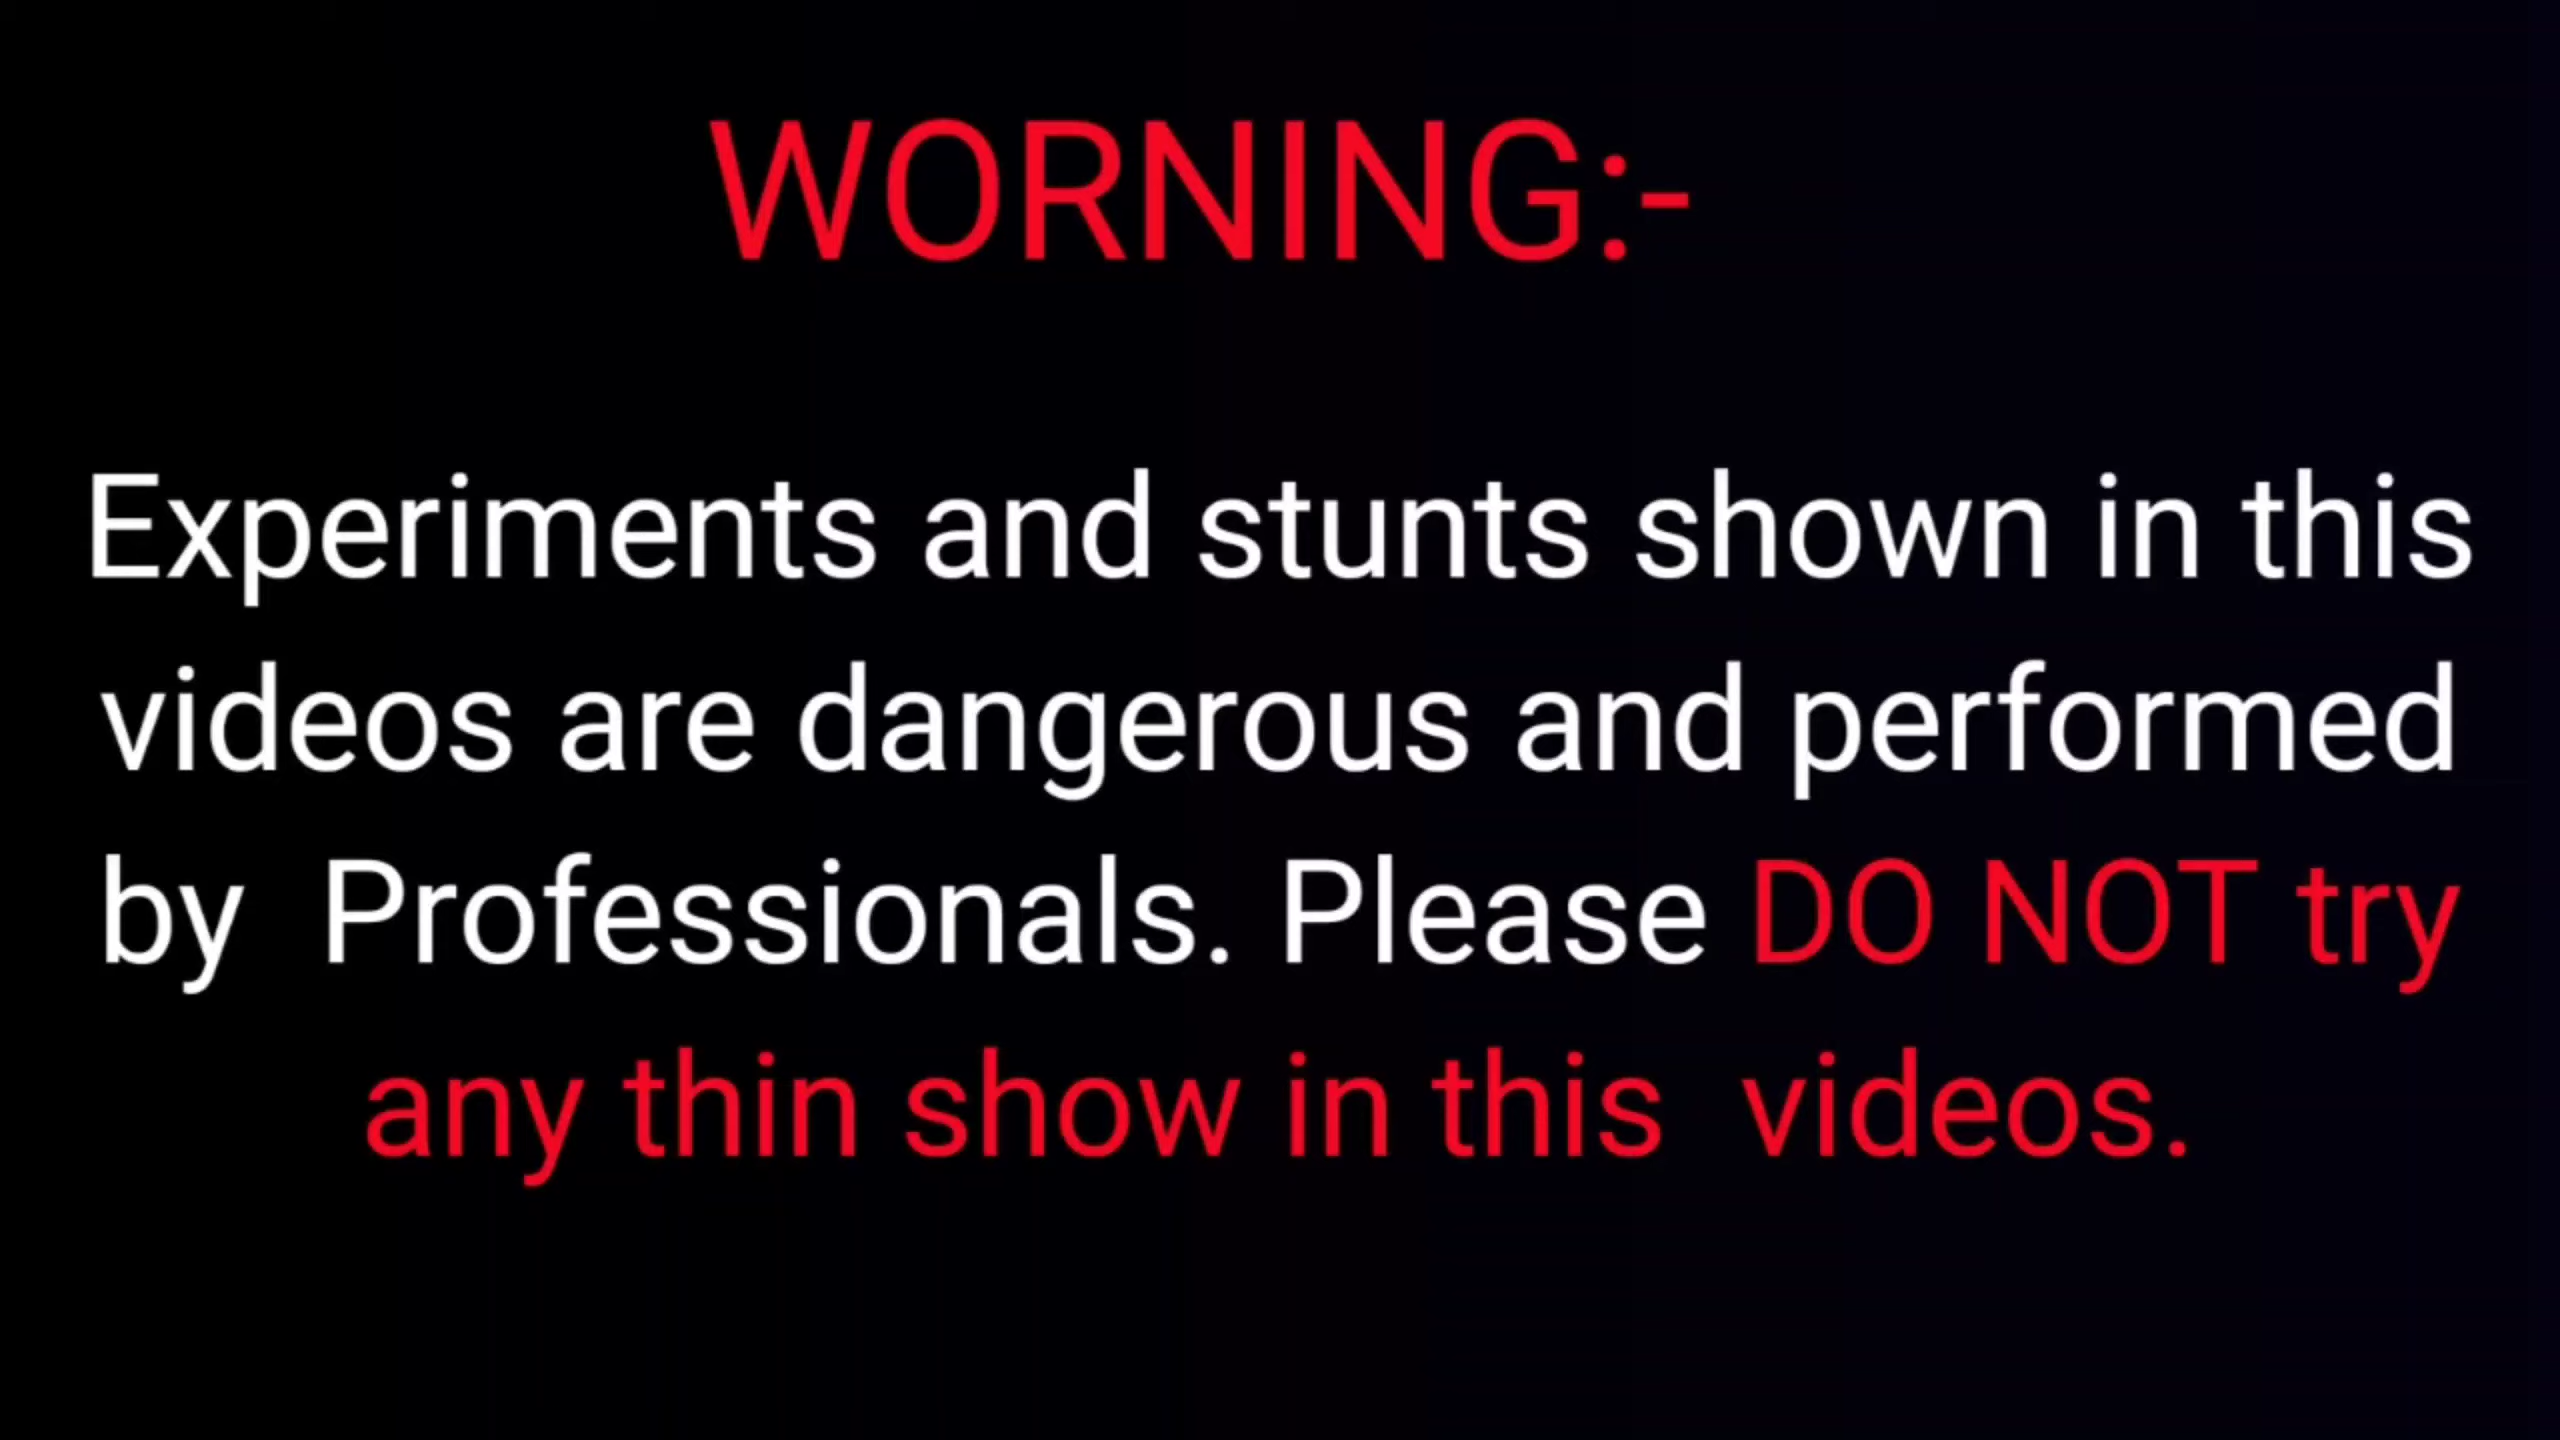 WORNING:-
Experiments and stunts shown in this
videos are dangerous and performed
by  Professionals. Please DO NOT try
any thin show in this  videos.